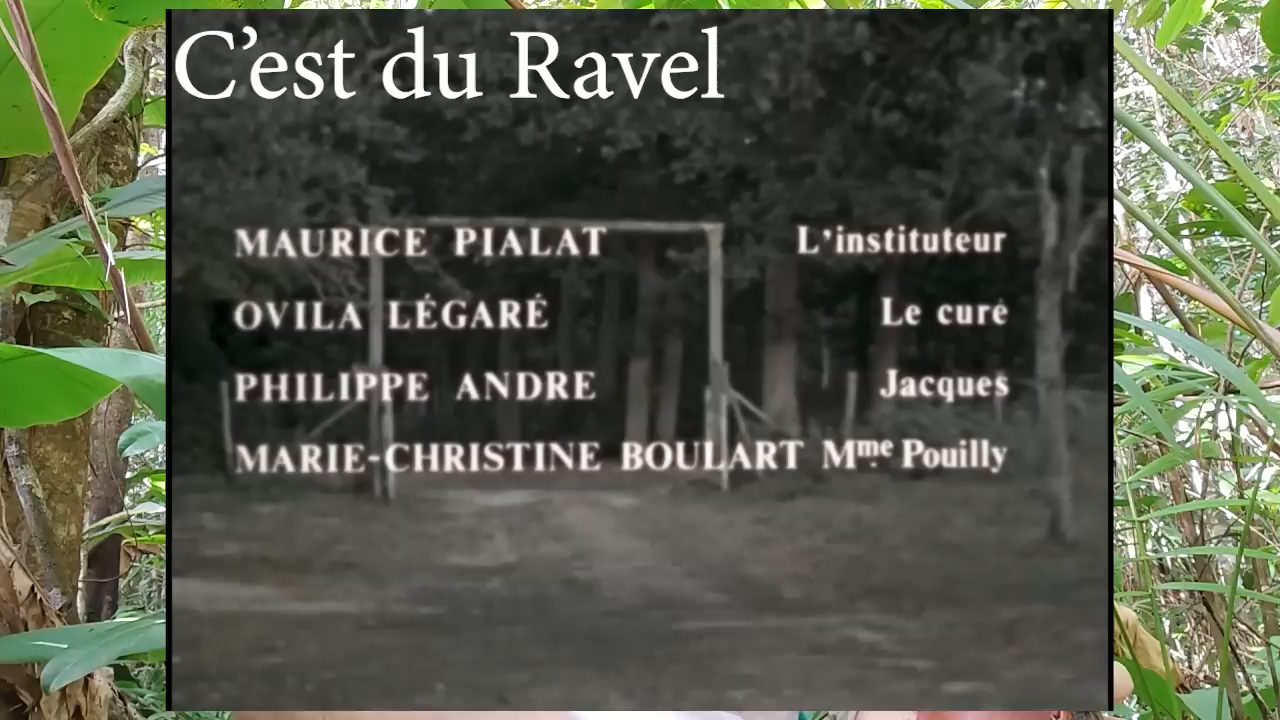 C’est du Ravel
MAURICE PIALAT L’instituteur
OVILA LÉGARÉ Le curé
PHILIPPE ANDRE Jacques
MARIE-CHRISTINE BOULART Mme Pouilly